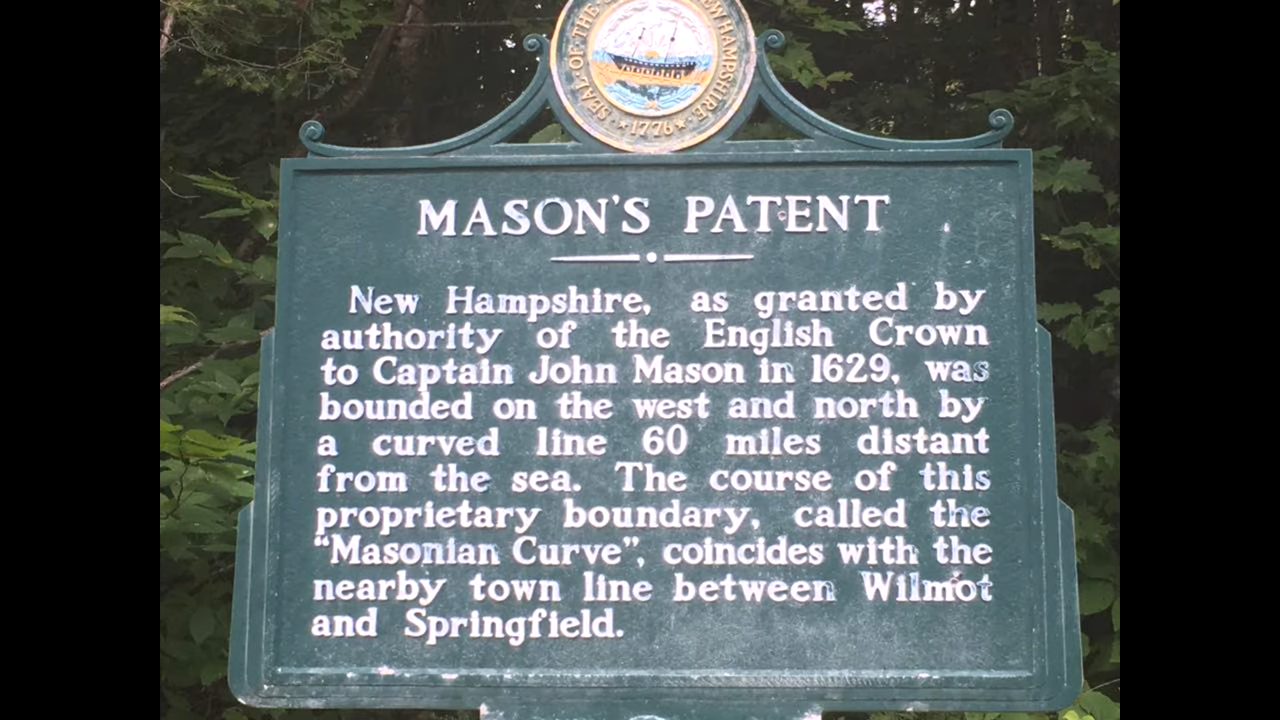 SEAL OF THE STATE OF NEW HAMPSHIRE
1776
MASON'S PATENT
New Hampshire, as granted by
authority of the English Crown
to Captain John Mason in 1629, was
bounded on the west and north by
a curved line 60 miles distant
from the sea. The course of this
proprietary boundary, called the
“Masonian Curve”, coincides with the
nearby town line between Wilmot
and Springfield.